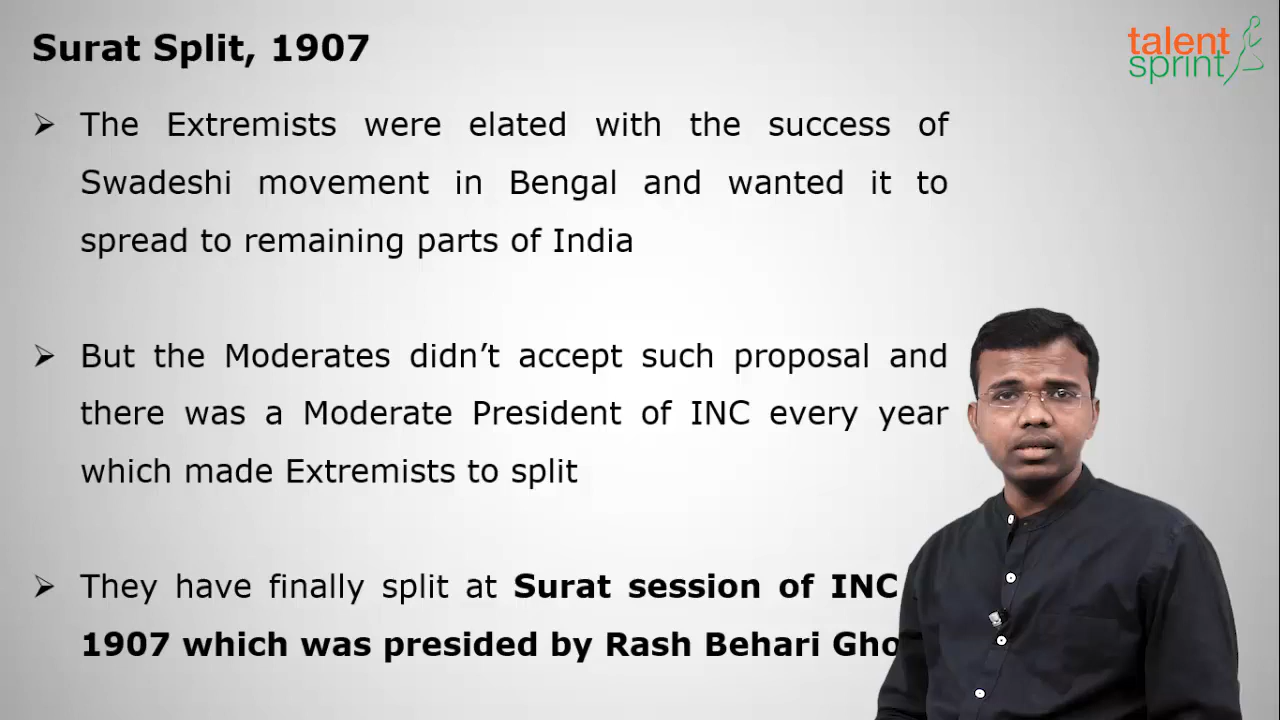 Surat Split, 1907
talent
sprint
➢ The Extremists were elated with the success of
Swadeshi movement in Bengal and wanted it to
spread to remaining parts of India
➢ But the Moderates didn’t accept such proposal and
there was a Moderate President of INC every year
which made Extremists to split
➢ They have finally split at Surat session of INC
1907 which was presided by Rash Behari Gho